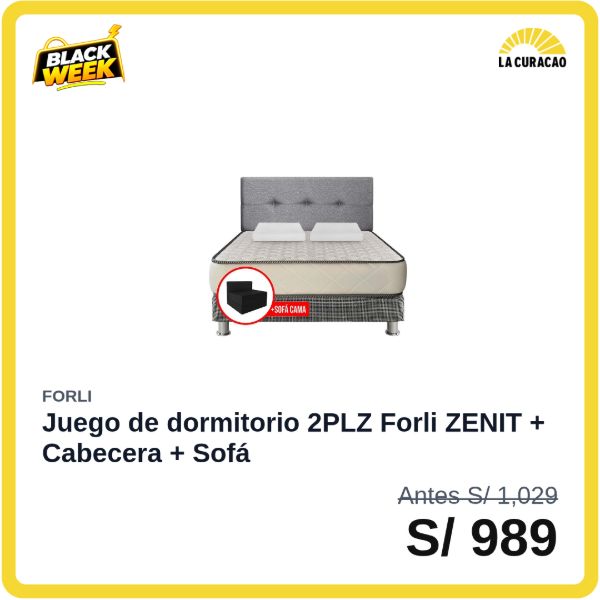 BLACK
WEEK
LA CURACAO
+SOFÁ CAMA
FORLI
Juego de dormitorio 2PLZ Forli ZENIT +
Cabecera + Sofá
Antes S/ 1,029
S/ 989